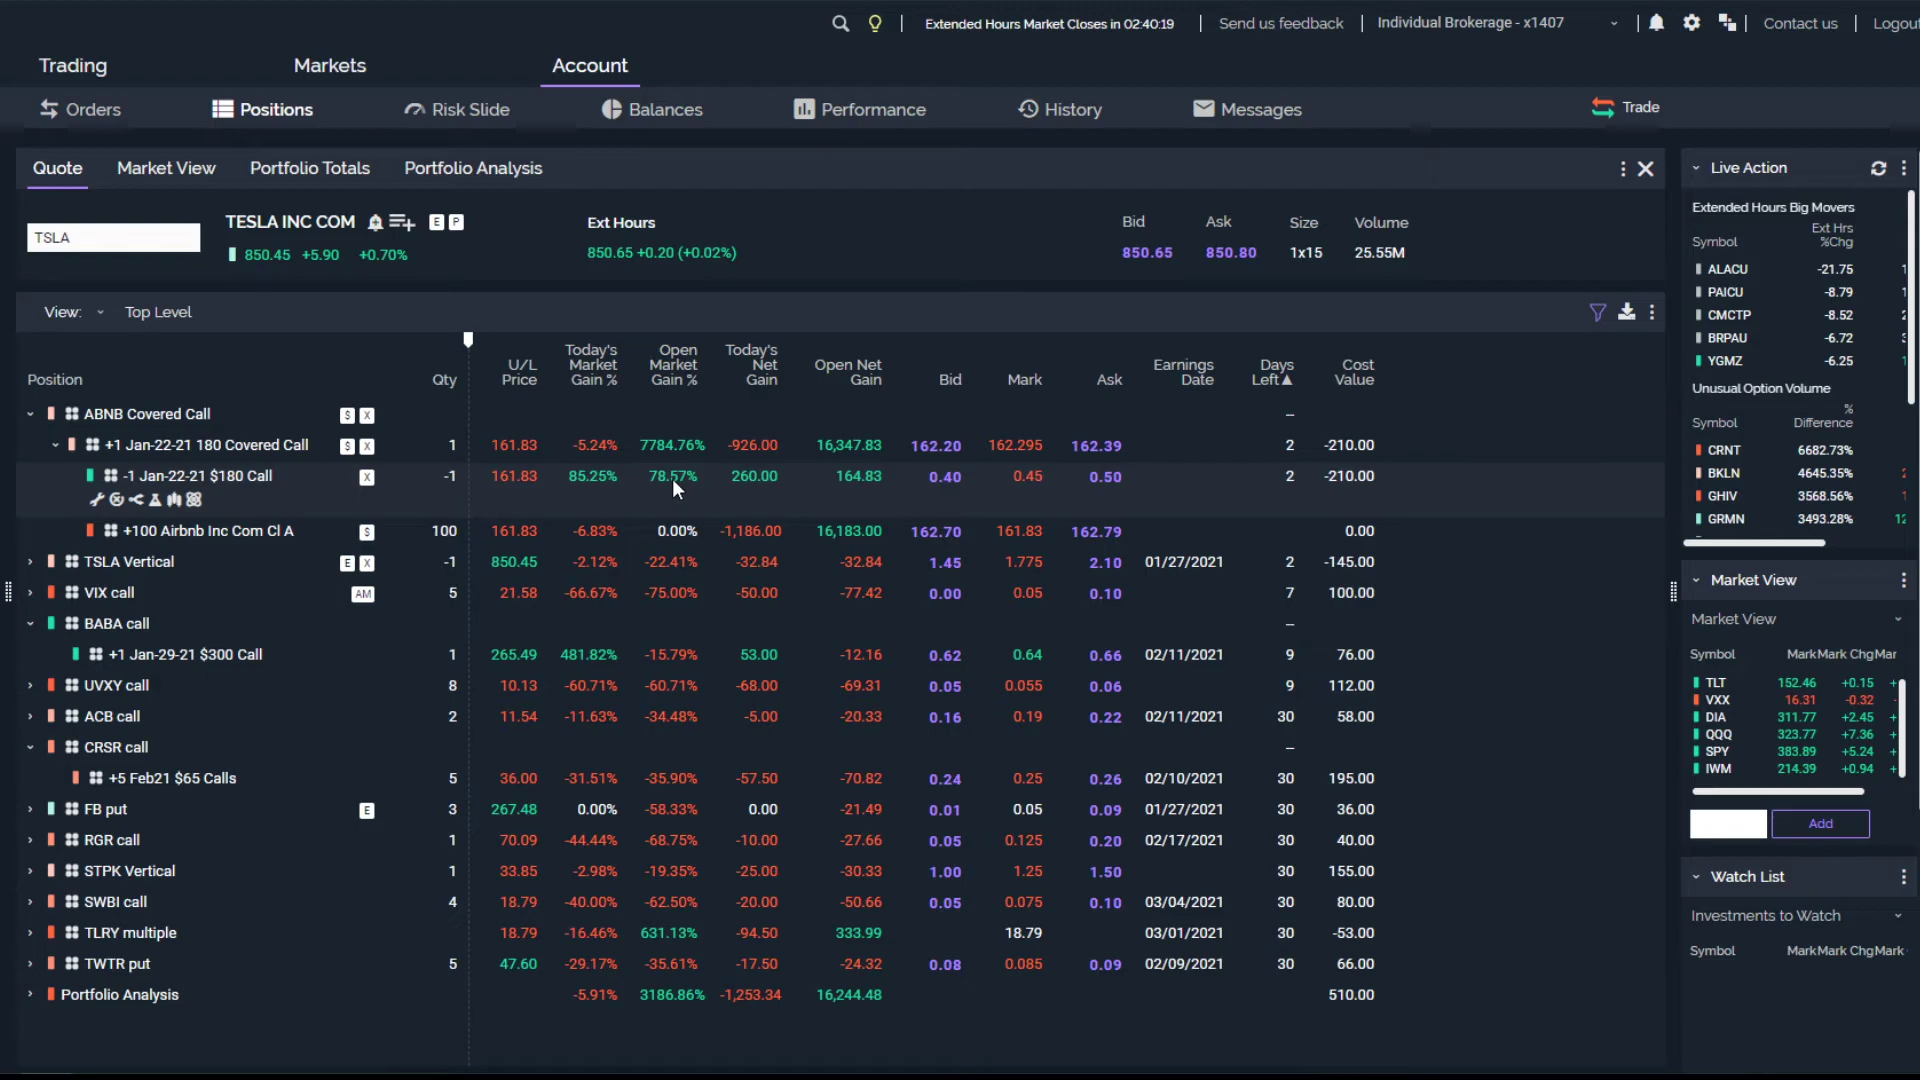 Extended Hours Market Closes in 02:40:19
Send us feedback
Individual Brokerage - x1407
Contact us
Logout
Trading
Markets
Account
Orders
Positions
Risk Slide
Balances
Performance
History
Messages
Trade
Quote
Market View
Portfolio Totals
Portfolio Analysis
TSLA
TESLA INC COM E P
850.45 +5.90 +0.70%
Ext Hours
850.65 +0.20 (+0.02%)
Bid Ask Size Volume
850.65 850.80 1x15 25.55M
View: Top Level
Position Qty U/L Price Today's Market Gain % Open Market Gain % Today's Net Gain Open Net Gain Bid Mark Ask Earnings Date Days Left▲ Cost Value
ABNB Covered Call $ X --
+1 Jan-22-21 180 Covered Call $ X 1 161.83 -5.24% 7784.76% -926.00 16,347.83 162.20 162.295 162.39 2 -210.00
-1 Jan-22-21 $180 Call X -1 161.83 85.25% 78.57% 260.00 164.83 0.40 0.45 0.50 2 -210.00
+100 Airbnb Inc Com Cl A $ 100 161.83 -6.83% 0.00% -1,186.00 16,183.00 162.70 161.83 162.79 0.00
TSLA Vertical E X -1 850.45 -2.12% -22.41% -32.84 -32.84 1.45 1.775 2.10 01/27/2021 2 -145.00
VIX call AM 5 21.58 -66.67% -75.00% -50.00 -77.42 0.00 0.05 0.10 7 100.00
BABA call --
+1 Jan-29-21 $300 Call 1 265.49 481.82% -15.79% 53.00 -12.16 0.62 0.64 0.66 02/11/2021 9 76.00
UVXY call 8 10.13 -60.71% -60.71% -68.00 -69.31 0.05 0.055 0.06 9 112.00
ACB call 2 11.54 -11.63% -34.48% -5.00 -20.33 0.16 0.19 0.22 02/11/2021 30 58.00
CRSR call --
+5 Feb21 $65 Calls 5 36.00 -31.51% -35.90% -57.50 -70.82 0.24 0.25 0.26 02/10/2021 30 195.00
FB put E 3 267.48 0.00% -58.33% 0.00 -21.49 0.01 0.05 0.09 01/27/2021 30 36.00
RGR call 1 70.09 -44.44% -68.75% -10.00 -27.66 0.05 0.125 0.20 02/17/2021 30 40.00
STPK Vertical 1 33.85 -2.98% -19.35% -25.00 -30.33 1.00 1.25 1.50 30 155.00
SWBI call 4 18.79 -40.00% -62.50% -20.00 -50.66 0.05 0.075 0.10 03/04/2021 30 80.00
TLRY multiple 18.79 -16.46% 631.13% -94.50 333.99 18.79 03/01/2021 30 -53.00
TWTR put 5 47.60 -29.17% -35.61% -17.50 -24.32 0.08 0.085 0.09 02/09/2021 30 66.00
Portfolio Analysis -5.91% 3186.86% -1,253.34 16,244.48 510.00
Live Action
Extended Hours Big Movers
Symbol Ext Hrs %Chg
ALACU -21.75
PAICU -8.79
CMCTP -8.52
BRPAU -6.72
YGMZ -6.25
Unusual Option Volume
Symbol % Difference
CRNT 6682.73%
BKLN 4645.35%
GHIV 3568.56%
GRMN 3493.28%
Market View
Market View
Symbol Mark Mark Chg Mar
TLT 152.46 +0.15 +
VXX 16.31 -0.32 -
DIA 311.77 +2.45 +
QQQ 323.77 +7.36 +
SPY 383.89 +5.24 +
IWM 214.39 +0.94 +
Add
Watch List
Investments to Watch
Symbol Mark Mark Chg Mark